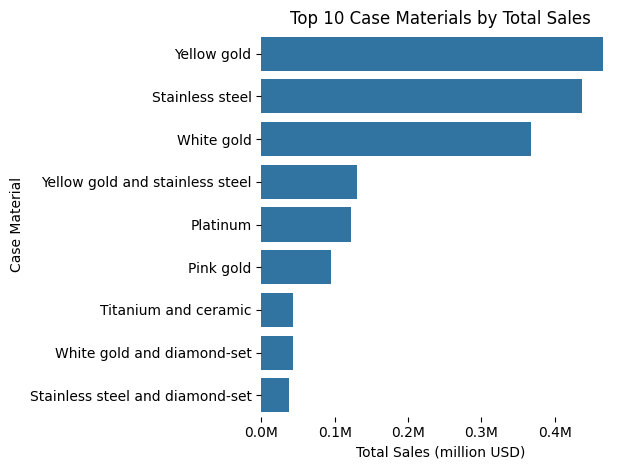 Top 10 Case Materials by Total Sales
Case Material
Yellow gold
Stainless steel
White gold
Yellow gold and stainless steel
Platinum
Pink gold
Titanium and ceramic
White gold and diamond-set
Stainless steel and diamond-set
0.0M 0.1M 0.2M 0.3M 0.4M
Total Sales (million USD)